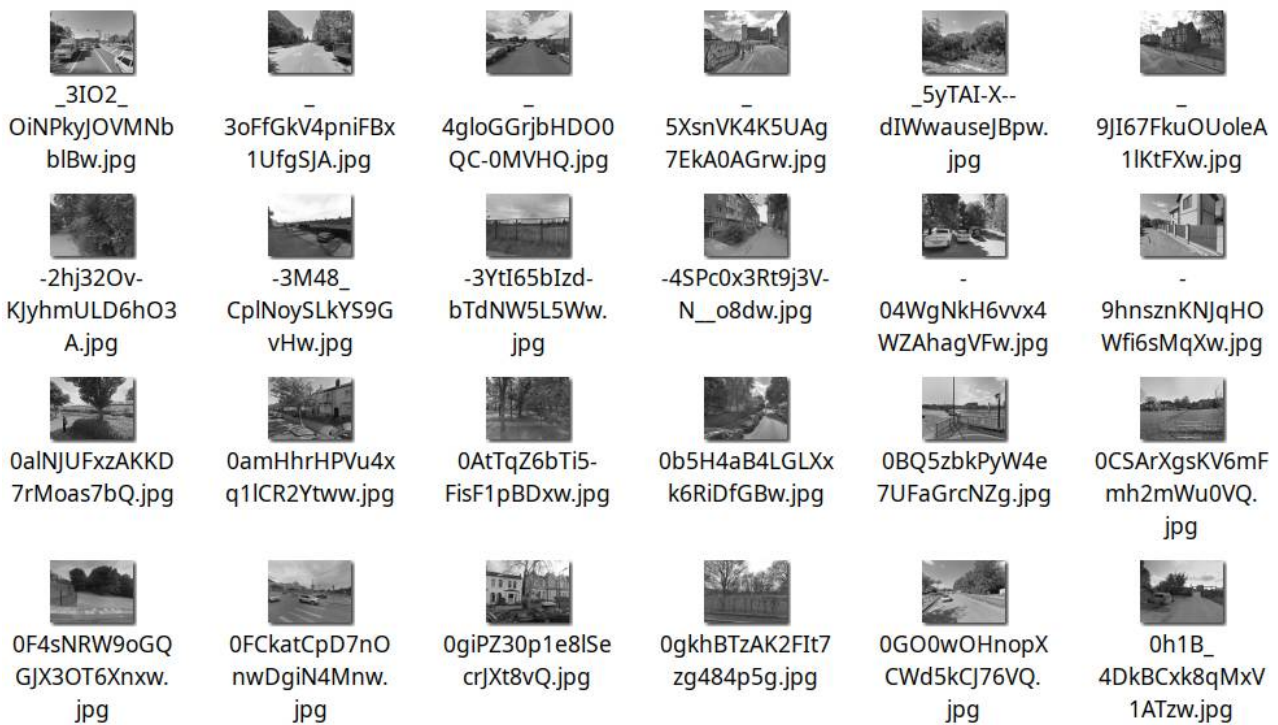 _3IO2_
OiNPkyJOVMNb
blBw.jpg
_
3oFfGkV4pniFBx
1UfgSJA.jpg
_
4gloGGrjbHDO0
QC-0MVHQ.jpg
_
5XsnVK4K5UAg
7EkA0AGrw.jpg
_5yTAI-X--
dIWwauseJBpw.
jpg
_
9JI67FkuOUoleA
1lKtFXw.jpg
-2hj32Ov-
KJyhmULD6hO3
A.jpg
-3M48_
CplNoySLkYS9G
vHw.jpg
-3YtI65bIzd-
bTdNW5L5Ww.
jpg
-4SPc0x3Rt9j3V-
N__o8dw.jpg
-
04WgNkH6vvx4
WZAhagVFw.jpg
-
9hnsznKNJqHO
Wfi6sMqXw.jpg
0alNJUFxzAKKD
7rMoas7bQ.jpg
0amHhrHPVu4x
q1lCR2Ytww.jpg
0AtTqZ6bTi5-
FisF1pBDxw.jpg
0b5H4aB4LGLXx
k6RiDfGBw.jpg
0BQ5zbkPyW4e
7UFaGrcNZg.jpg
0CSArXgsKV6mF
mh2mWu0VQ.
jpg
0F4sNRW9oGQ
GJX3OT6Xnxw.
jpg
0FCkatCpD7nO
nwDgiN4Mnw.
jpg
0giPZ30p1e8lSe
crJXt8vQ.jpg
0gkhBTzAK2FIt7
zg484p5g.jpg
0GO0wOHnopX
CWd5kCJ76VQ.
jpg
0h1B_
4DkBCxk8qMxV
1ATzw.jpg